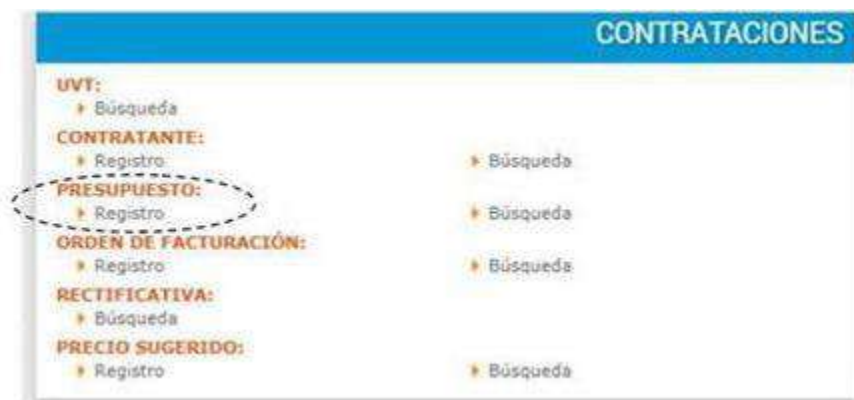 CONTRATACIONES
UVT:
Búsqueda
CONTRATANTE:
Registro Búsqueda
PRESUPUESTO:
Registro Búsqueda
ORDEN DE FACTURACIÓN:
Registro Búsqueda
RECTIFICATIVA:
Búsqueda
PRECIO SUGERIDO:
Registro Búsqueda